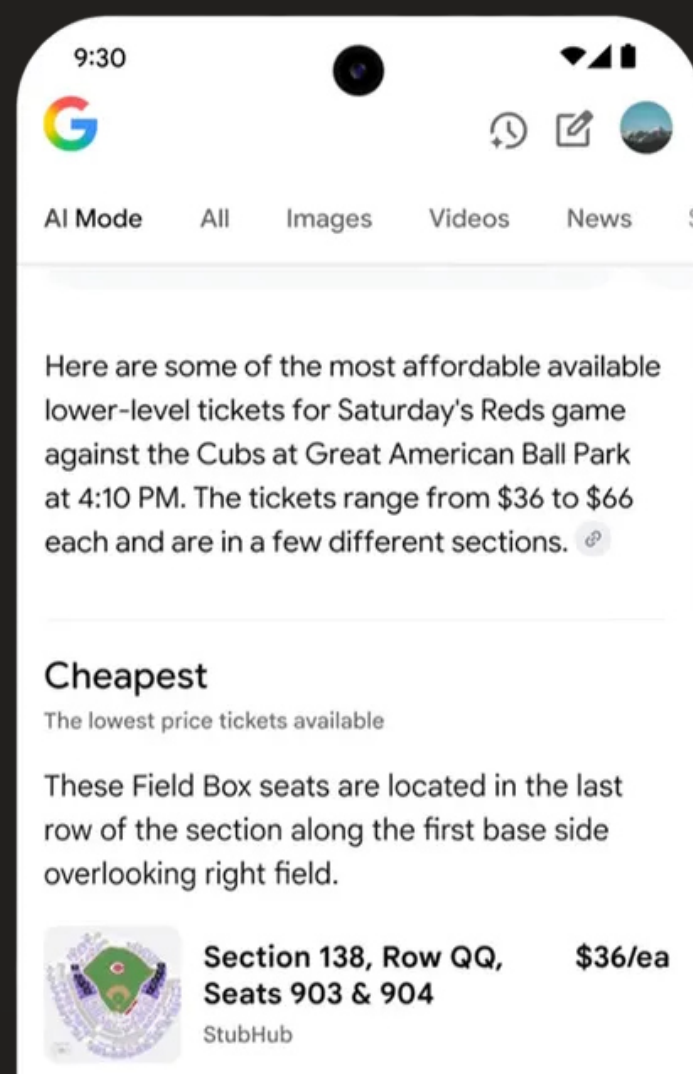 9:30
AI Mode All Images Videos News
Here are some of the most affordable available
lower-level tickets for Saturday's Reds game
against the Cubs at Great American Ball Park
at 4:10 PM. The tickets range from $36 to $66
each and are in a few different sections.
Cheapest
The lowest price tickets available
These Field Box seats are located in the last
row of the section along the first base side
overlooking right field.
Section 138, Row QQ, $36/ea
Seats 903 & 904
StubHub